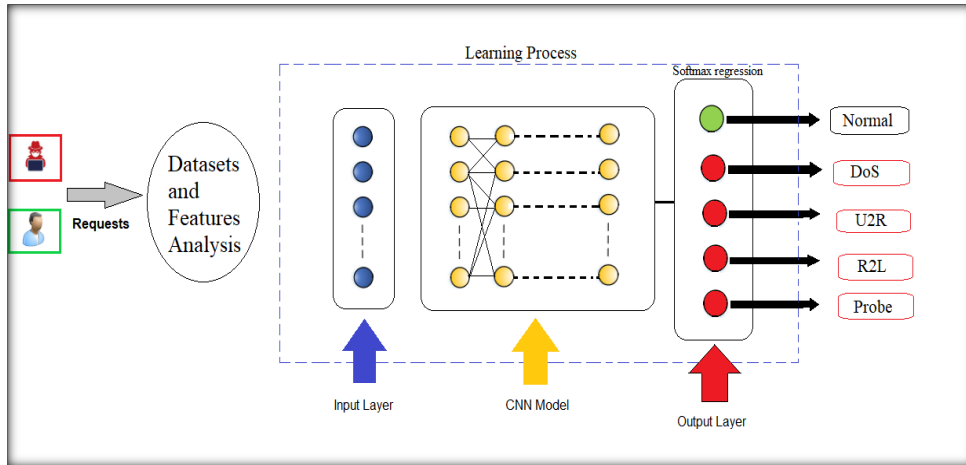 Learning Process
Softmax regression
Requests
Datasets
and
Features
Analysis
Normal
DoS
U2R
R2L
Probe
Input Layer
CNN Model
Output Layer